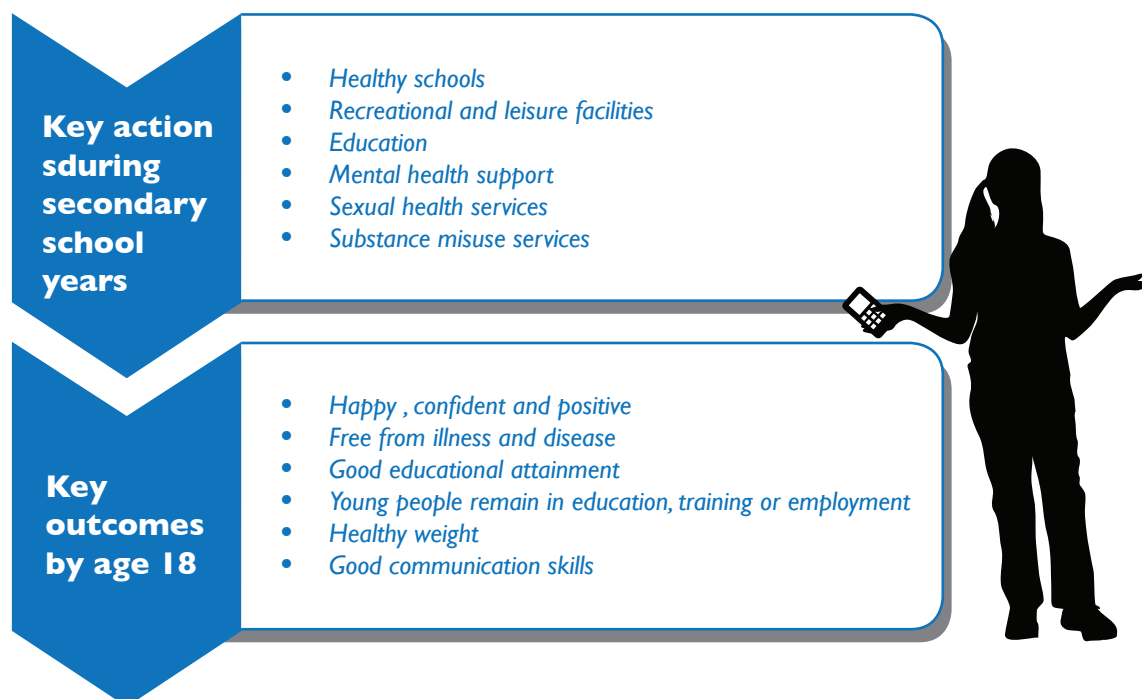 Key action
sduring
secondary
school
years
• Healthy schools
• Recreational and leisure facilities
• Education
• Mental health support
• Sexual health services
• Substance misuse services
Key
outcomes
by age 18
• Happy , confident and positive
• Free from illness and disease
• Good educational attainment
• Young people remain in education, training or employment
• Healthy weight
• Good communication skills